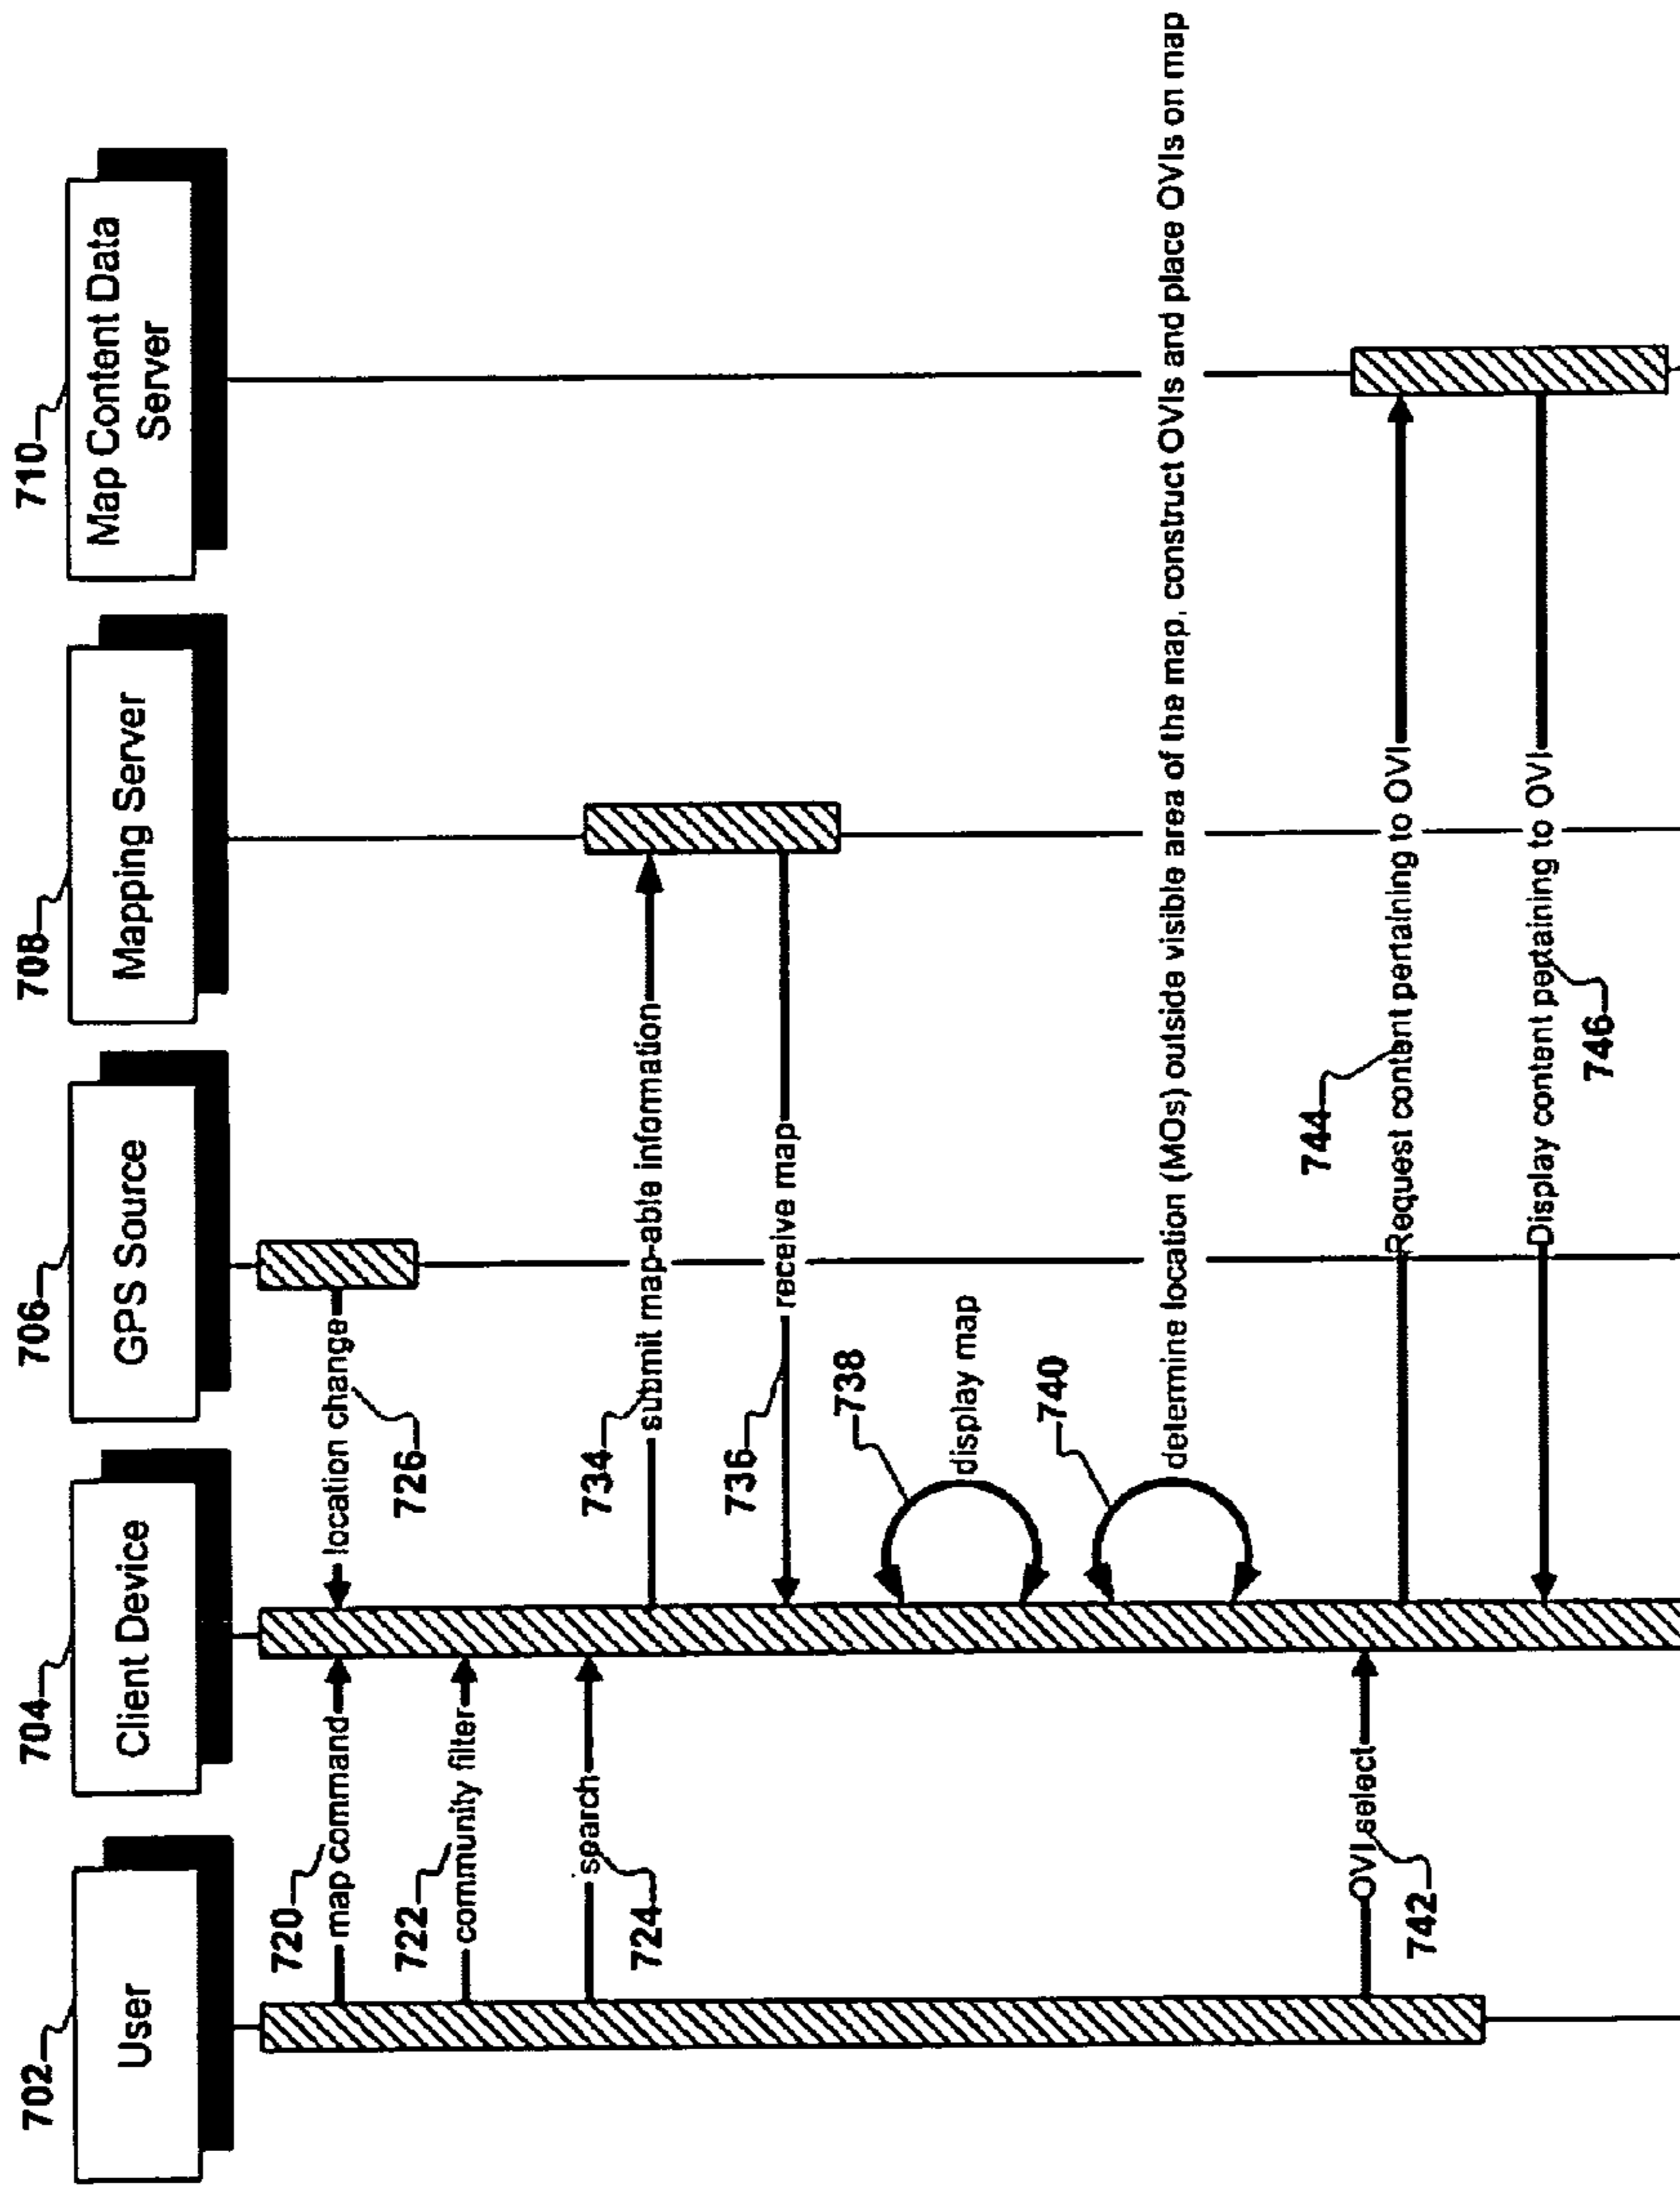 702
User
704
Client Device
706
GPS Source
708
Mapping Server
710
Map Content Data
Server
720
map command
location change
726
722
community filter
search
724
734
submit map-able information
736
receive map
738
display map
740
determine location (MOs) outside visible area of the map, construct OVIs and place OVIs on map
OVI select
742
744
Request content pertaining to OVI
Display content pertaining to OVI
746